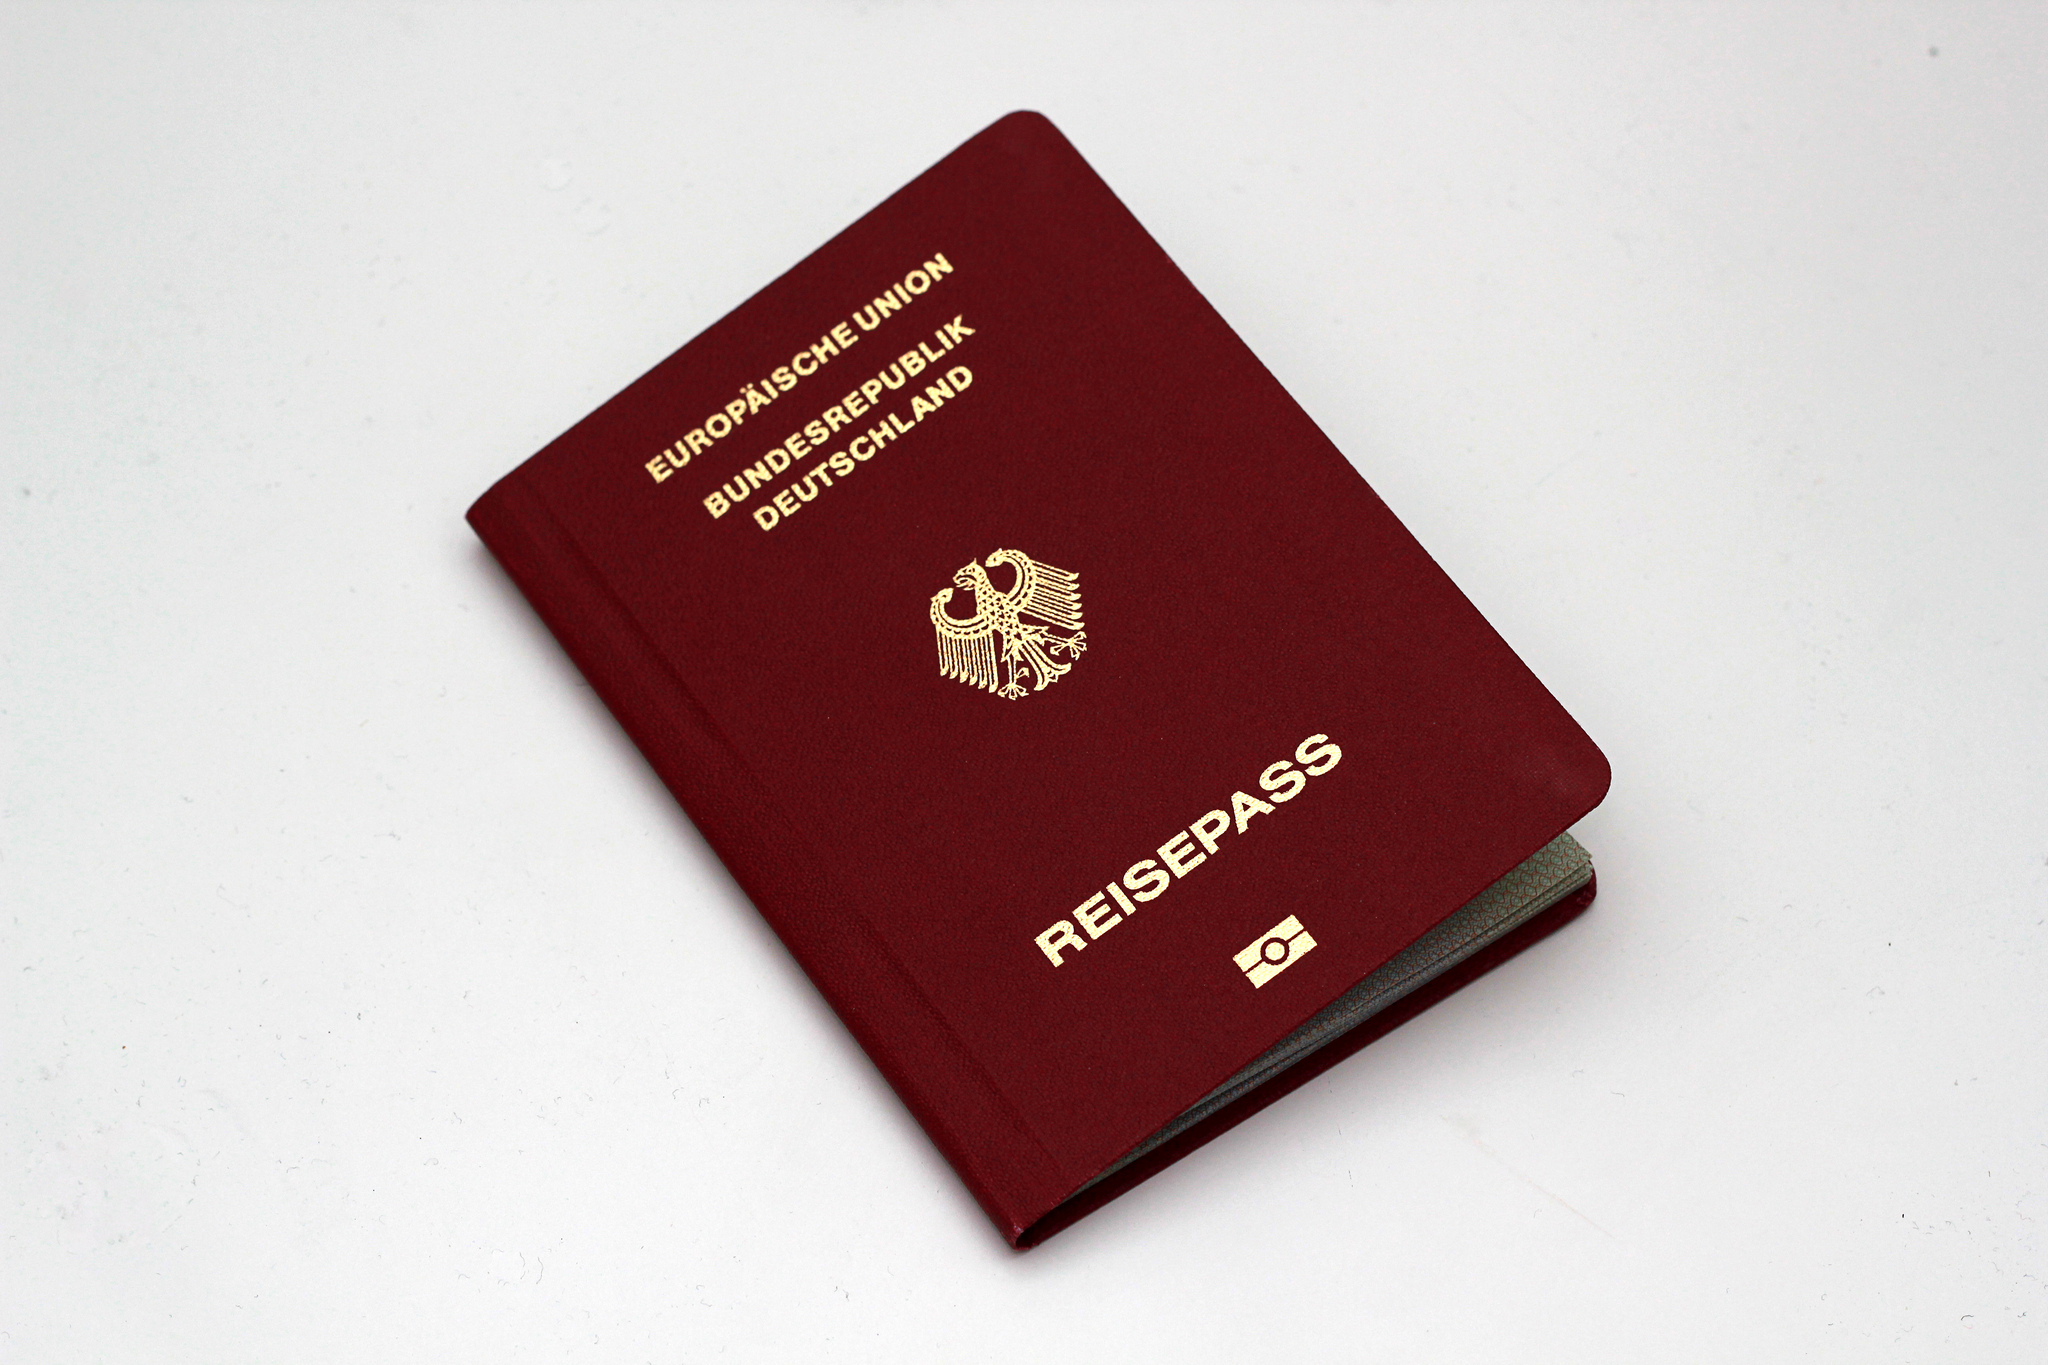 EUROPÄISCHE UNION
BUNDESREPUBLIK
DEUTSCHLAND
REISEPASS